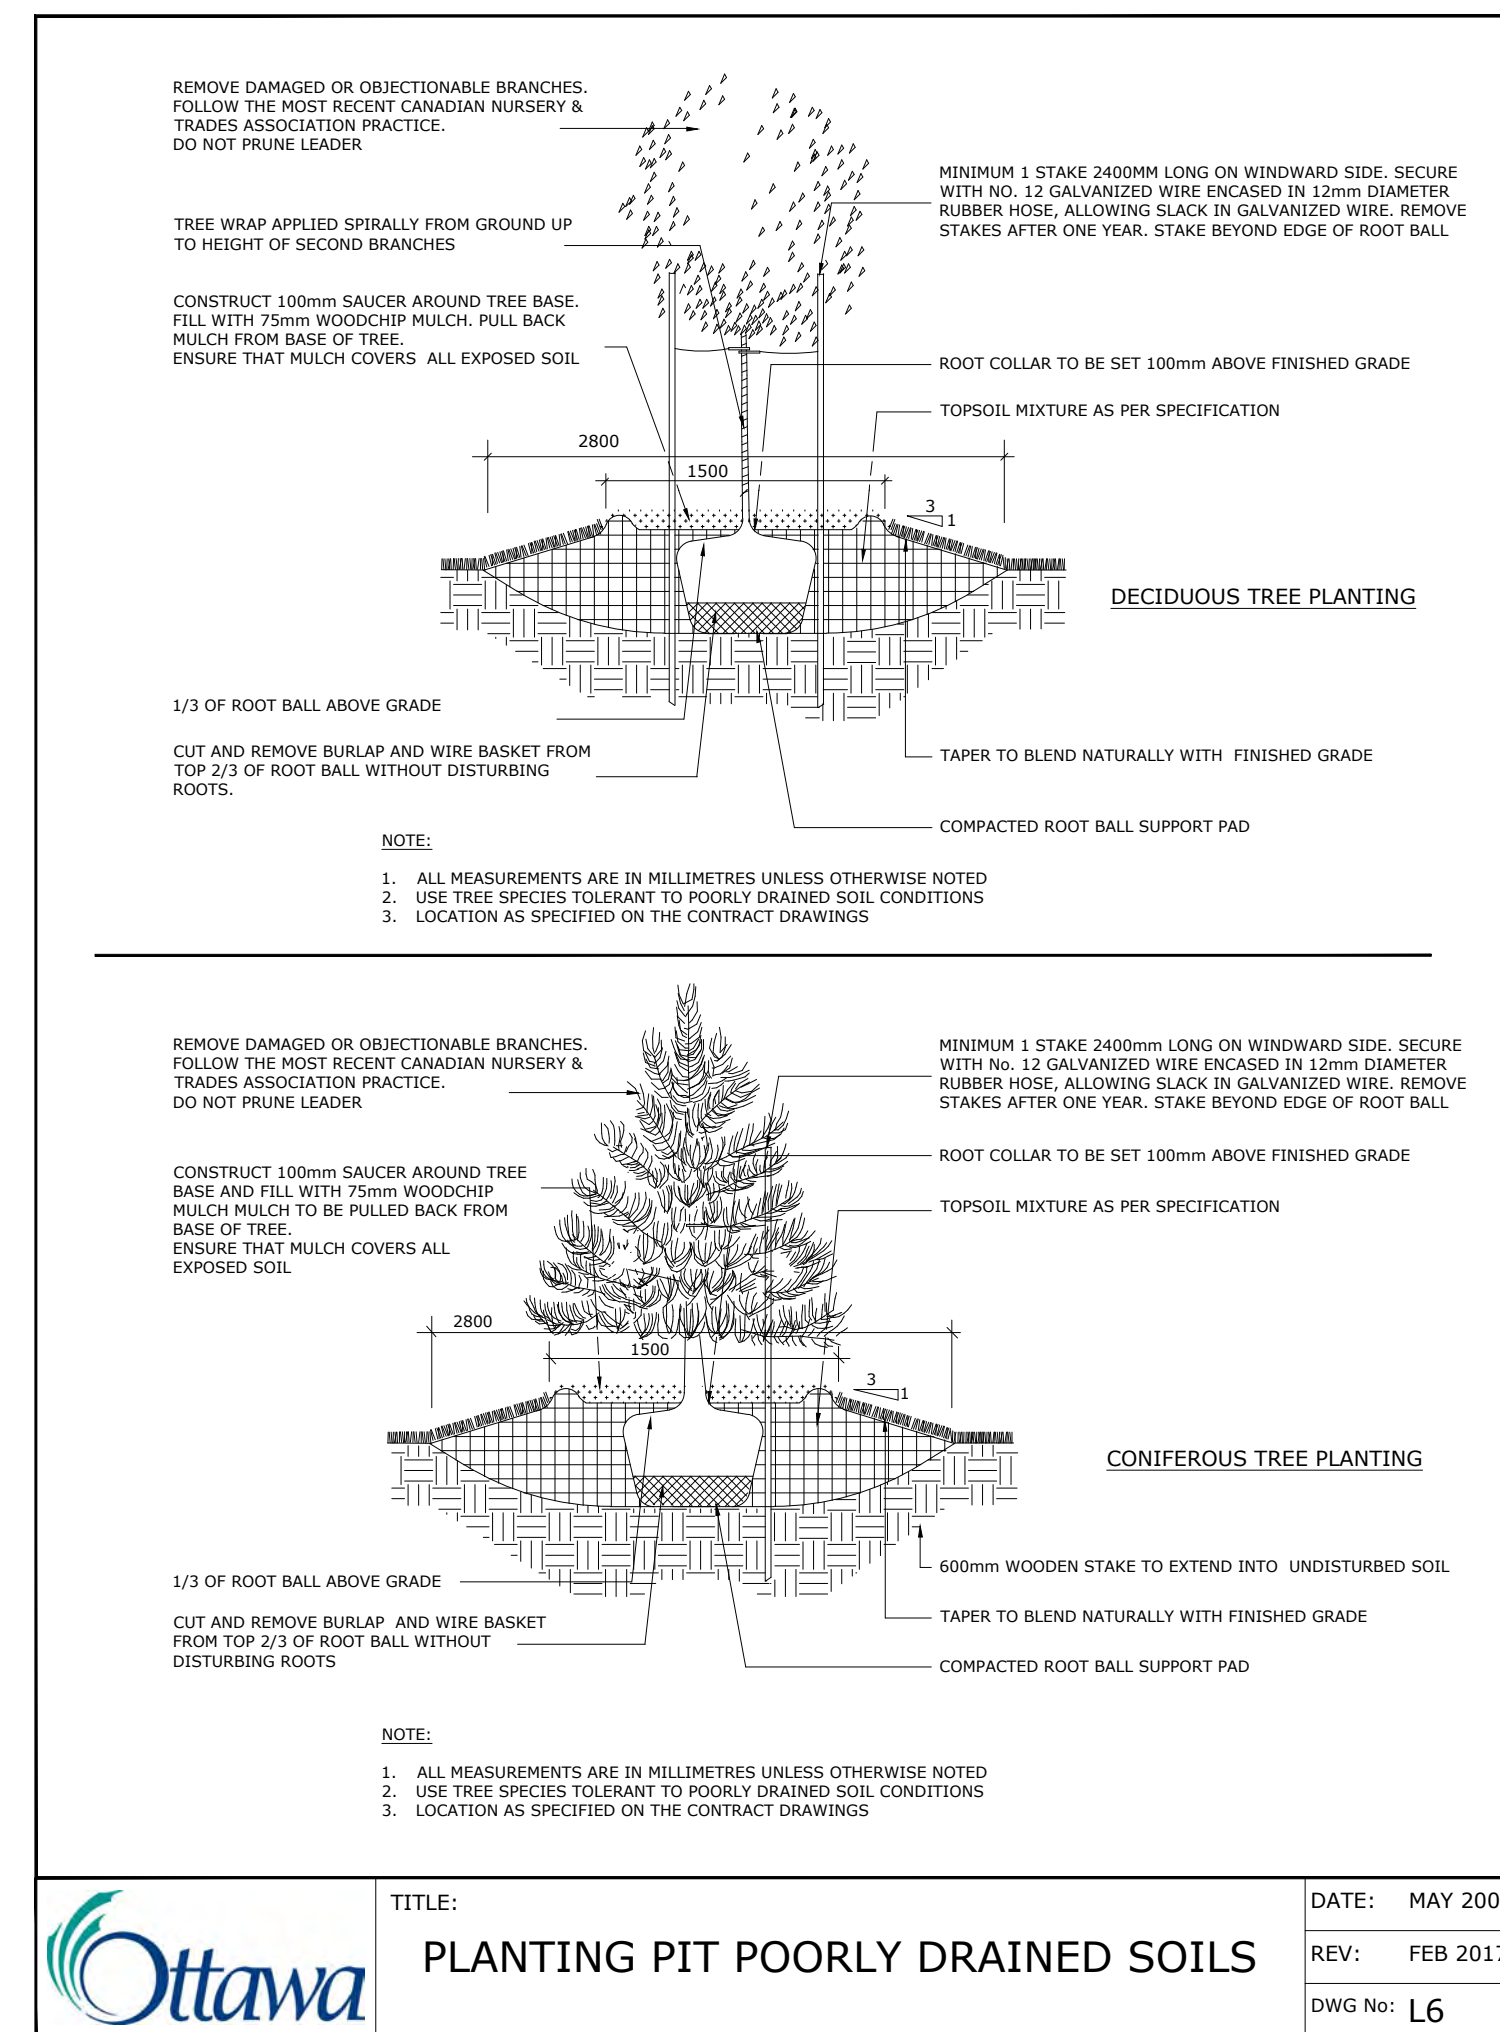 REMOVE DAMAGED OR OBJECTIONABLE BRANCHES.
FOLLOW THE MOST RECENT CANADIAN NURSERY &
TRADES ASSOCIATION PRACTICE.
DO NOT PRUNE LEADER
MINIMUM 1 STAKE 2400MM LONG ON WINDWARD SIDE. SECURE
WITH NO. 12 GALVANIZED WIRE ENCASED IN 12mm DIAMETER
RUBBER HOSE, ALLOWING SLACK IN GALVANIZED WIRE. REMOVE
STAKES AFTER ONE YEAR. STAKE BEYOND EDGE OF ROOT BALL
TREE WRAP APPLIED SPIRALLY FROM GROUND UP
TO HEIGHT OF SECOND BRANCHES
CONSTRUCT 100mm SAUCER AROUND TREE BASE.
FILL WITH 75mm WOODCHIP MULCH. PULL BACK
MULCH FROM BASE OF TREE.
ENSURE THAT MULCH COVERS ALL EXPOSED SOIL
ROOT COLLAR TO BE SET 100mm ABOVE FINISHED GRADE
TOPSOIL MIXTURE AS PER SPECIFICATION
2800
1500
3
1
DECIDUOUS TREE PLANTING
1/3 OF ROOT BALL ABOVE GRADE
CUT AND REMOVE BURLAP AND WIRE BASKET FROM
TOP 2/3 OF ROOT BALL WITHOUT DISTURBING
ROOTS.
TAPER TO BLEND NATURALLY WITH FINISHED GRADE
COMPACTED ROOT BALL SUPPORT PAD
NOTE:
1. ALL MEASUREMENTS ARE IN MILLIMETRES UNLESS OTHERWISE NOTED
2. USE TREE SPECIES TOLERANT TO POORLY DRAINED SOIL CONDITIONS
3. LOCATION AS SPECIFIED ON THE CONTRACT DRAWINGS
REMOVE DAMAGED OR OBJECTIONABLE BRANCHES.
FOLLOW THE MOST RECENT CANADIAN NURSERY &
TRADES ASSOCIATION PRACTICE.
DO NOT PRUNE LEADER
MINIMUM 1 STAKE 2400mm LONG ON WINDWARD SIDE. SECURE
WITH No. 12 GALVANIZED WIRE ENCASED IN 12mm DIAMETER
RUBBER HOSE, ALLOWING SLACK IN GALVANIZED WIRE. REMOVE
STAKES AFTER ONE YEAR. STAKE BEYOND EDGE OF ROOT BALL
ROOT COLLAR TO BE SET 100mm ABOVE FINISHED GRADE
CONSTRUCT 100mm SAUCER AROUND TREE
BASE AND FILL WITH 75mm WOODCHIP
MULCH MULCH TO BE PULLED BACK FROM
BASE OF TREE.
ENSURE THAT MULCH COVERS ALL
EXPOSED SOIL
TOPSOIL MIXTURE AS PER SPECIFICATION
2800
1500
3
1
CONIFEROUS TREE PLANTING
600mm WOODEN STAKE TO EXTEND INTO UNDISTURBED SOIL
1/3 OF ROOT BALL ABOVE GRADE
CUT AND REMOVE BURLAP AND WIRE BASKET
FROM TOP 2/3 OF ROOT BALL WITHOUT
DISTURBING ROOTS
TAPER TO BLEND NATURALLY WITH FINISHED GRADE
COMPACTED ROOT BALL SUPPORT PAD
NOTE:
1. ALL MEASUREMENTS ARE IN MILLIMETRES UNLESS OTHERWISE NOTED
2. USE TREE SPECIES TOLERANT TO POORLY DRAINED SOIL CONDITIONS
3. LOCATION AS SPECIFIED ON THE CONTRACT DRAWINGS
Ottawa
TITLE:
PLANTING PIT POORLY DRAINED SOILS
DATE: MAY 200
REV: FEB 2017
DWG No: L6